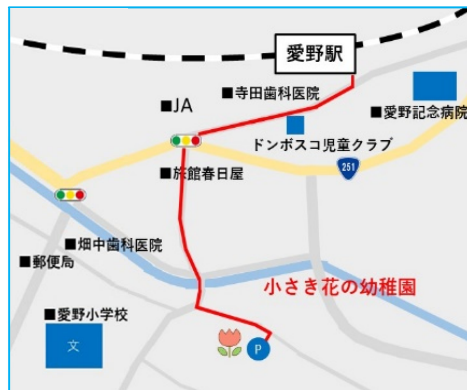 愛野駅
■寺田歯科医院
■JA
■愛野記念病院
ドンボスコ児童クラブ
■旅館春日屋
251
■畑中歯科医院
■郵便局
小さき花の幼稚園
■愛野小学校
文
P